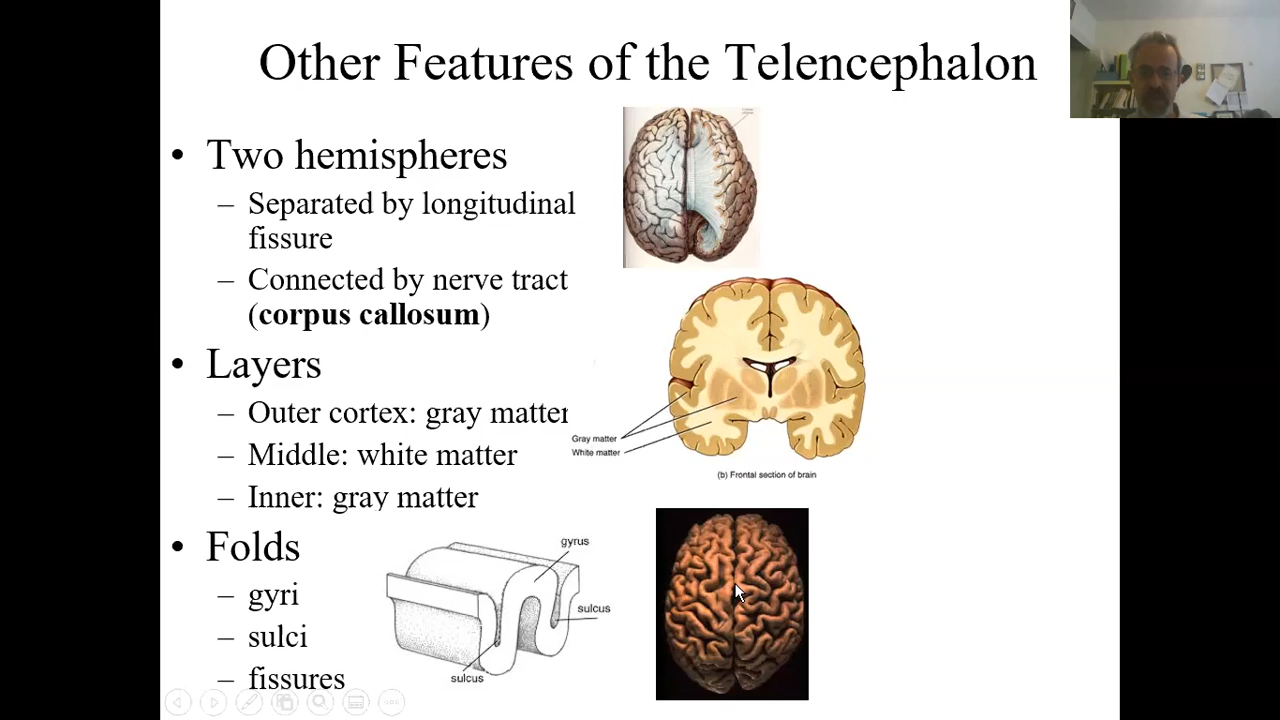 Other Features of the Telencephalon
• Two hemispheres
– Separated by longitudinal
fissure
– Connected by nerve tract
(corpus callosum)
• Layers
– Outer cortex: gray matter
– Middle: white matter
– Inner: gray matter
• Folds
– gyri
– sulci
– fissures
Gray matter
White matter
(b) Frontal section of brain
gyrus
sulcus
sulcus